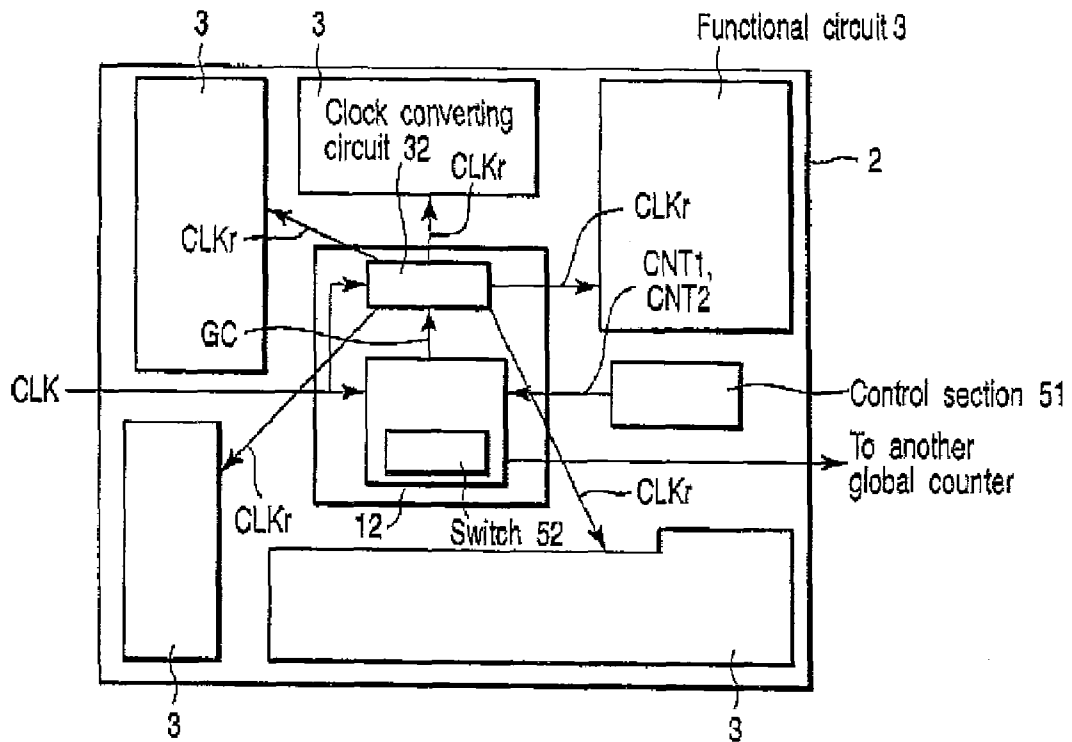 3
3
Functional circuit 3
Clock converting
circuit 32
2
CLKr
CLKr
CLKr
CNT1,
CNT2
GC
CLK
Control section 51
To another
global counter
CLKr
CLKr
12
Switch 52
3
3